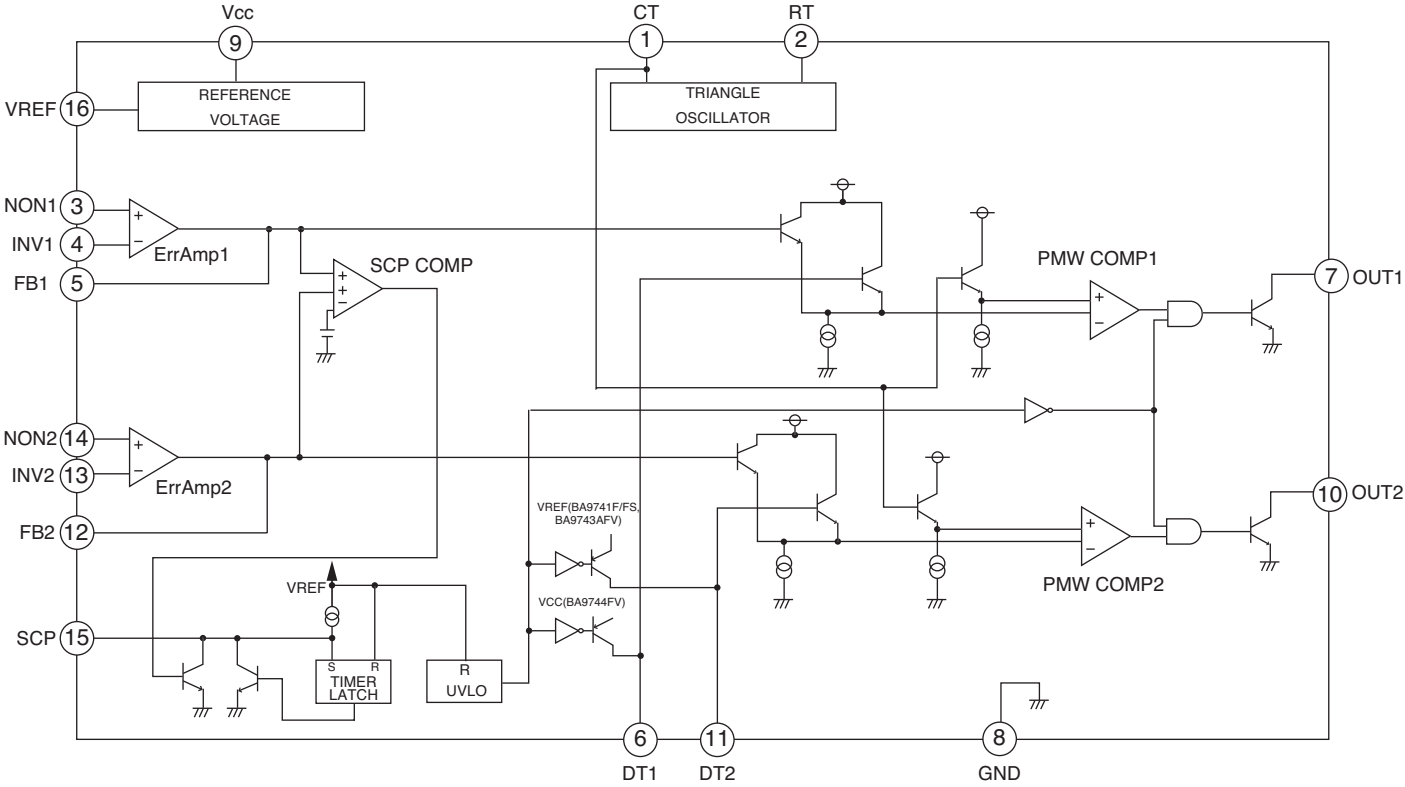 Vcc
CT
RT
9
1
2
VREF
16
REFERENCE
VOLTAGE
TRIANGLE
OSCILLATOR
NON1
3
+
INV1
4
−
ErrAmp1
FB1
5
SCP COMP
+
+
−
PMW COMP1
+
−
7
OUT1
NON2
14
+
INV2
13
−
ErrAmp2
FB2
12
VREF(BA9741F/FS,
BA9743AFV)
+
−
PMW COMP2
10
OUT2
VREF
VCC(BA9744FV)
SCP
15
S
R
TIMER
LATCH
R
UVLO
6
11
8
DT1
DT2
GND